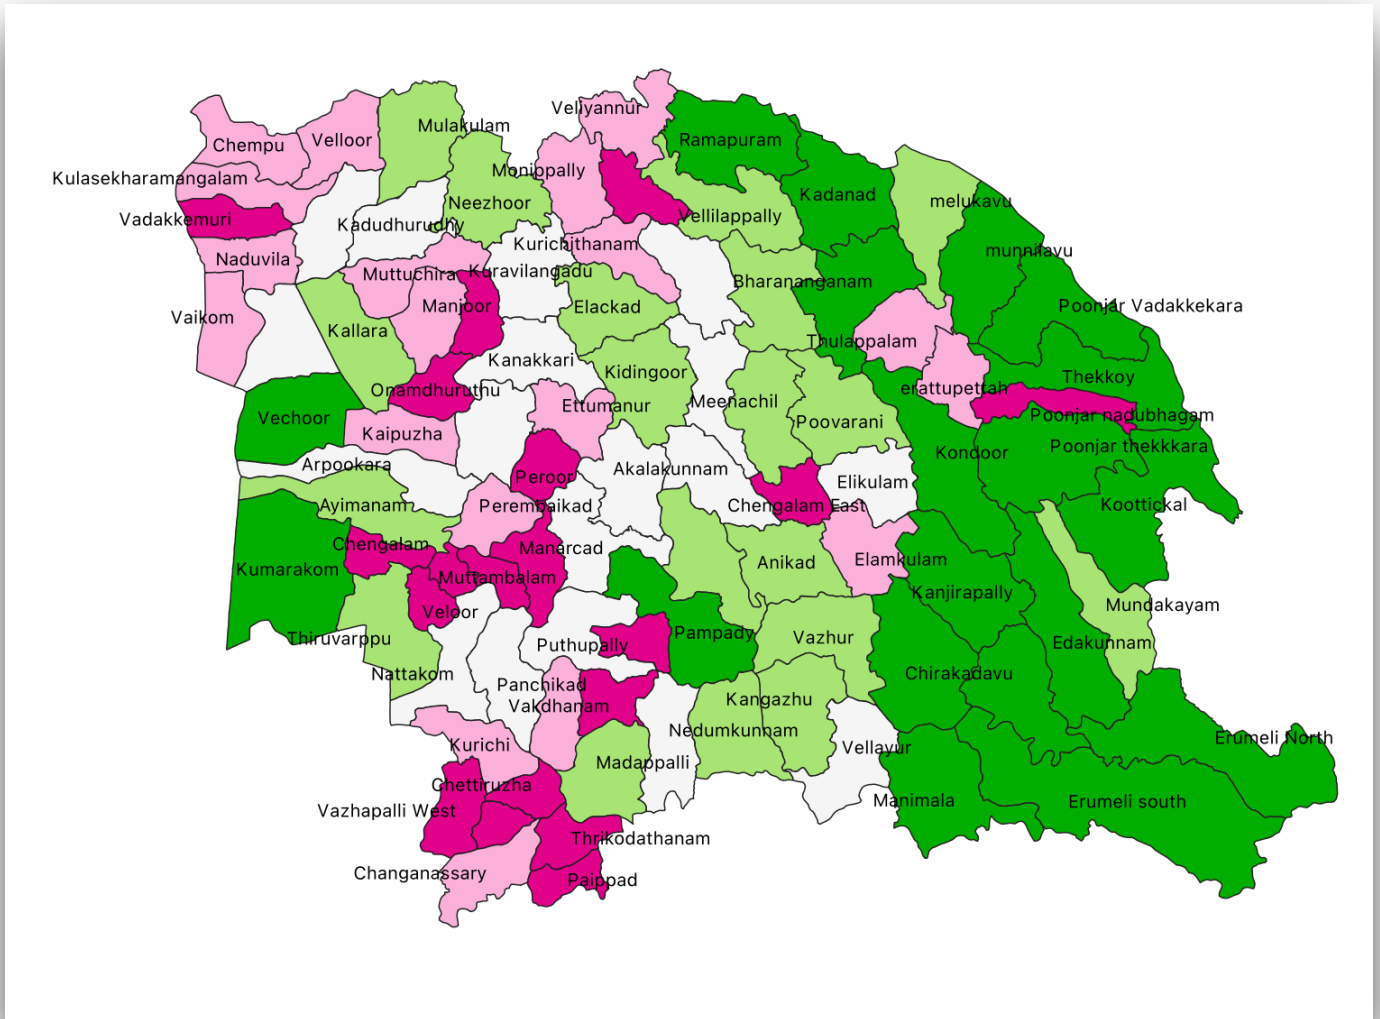 Veliyannur
Mulakulam
Chempu
Velloor
Ramapuram
Monippally
Kulasekharamangalam
Kadanad
melukavu
Neezhoor
Vadakkemuri
Vellilappally
Kadudhurudhy
Kurichithanam
munnilavu
Naduvila
Muttuchira
Kuravilangadu
Bharananganam
Manjoor
Elackad
Poonjar Vadakkekara
Vaikom
Kallara
Thulappalam
Kanakkari
Kidingoor
Thekkoy
Onamdhuruthu
erattupettah
Meenachil
Ettumanur
Poonjar nadubhagam
Vechoor
Poovarani
Kaipuzha
Poonjar thekkkara
Kondoor
Arpookara
Akalakunnam
Peroor
Elikulam
Ayimanam
Perembaikad
Chengalam East
Koottickal
Chengalam
Manarcad
Anikad
Elamkulam
Kumarakom
Muttambalam
Kanjirapally
Mundakayam
Veloor
Thiruvarppu
Puthupally
Pampady
Vazhur
Edakunnam
Nattakom
Chirakadavu
Panchikad
Vakdhanam
Kangazhu
Nedumkunnam
Kurichi
Vellayur
Erumeli North
Madappalli
Chettiruzha
Manimala
Erumeli south
Vazhapalli West
Thrikodathanam
Changanassary
Paippad